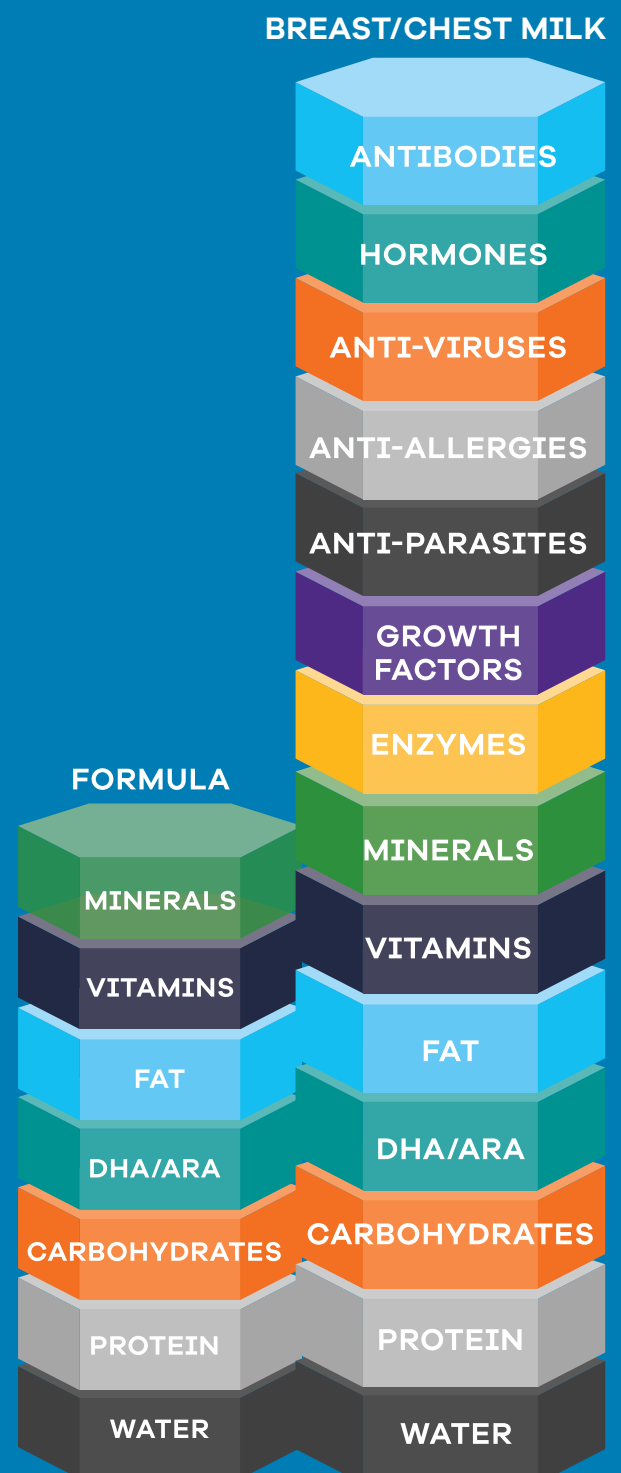 BREAST/CHEST MILK
ANTIBODIES
HORMONES
ANTI-VIRUSES
ANTI-ALLERGIES
ANTI-PARASITES
GROWTH
FACTORS
ENZYMES
MINERALS
VITAMINS
FAT
DHA/ARA
CARBOHYDRATES
PROTEIN
WATER
FORMULA
MINERALS
VITAMINS
FAT
DHA/ARA
CARBOHYDRATES
PROTEIN
WATER